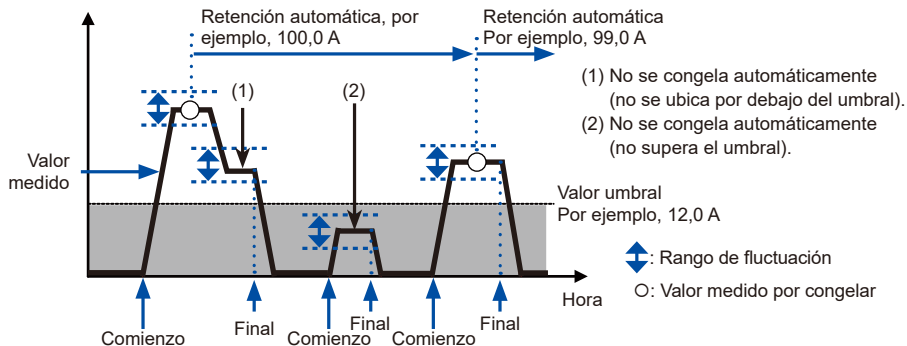 Retención automática, por
ejemplo, 100,0 A
Retención automática
Por ejemplo, 99,0 A
(1) No se congela automáticamente
(no se ubica por debajo del umbral).
(2) No se congela automáticamente
(no supera el umbral).
(1)
(2)
Valor
medido
Valor umbral
Por ejemplo, 12,0 A
: Rango de fluctuación
: Valor medido por congelar
Hora
Comienzo
Final
Comienzo
Final
Comienzo
Final